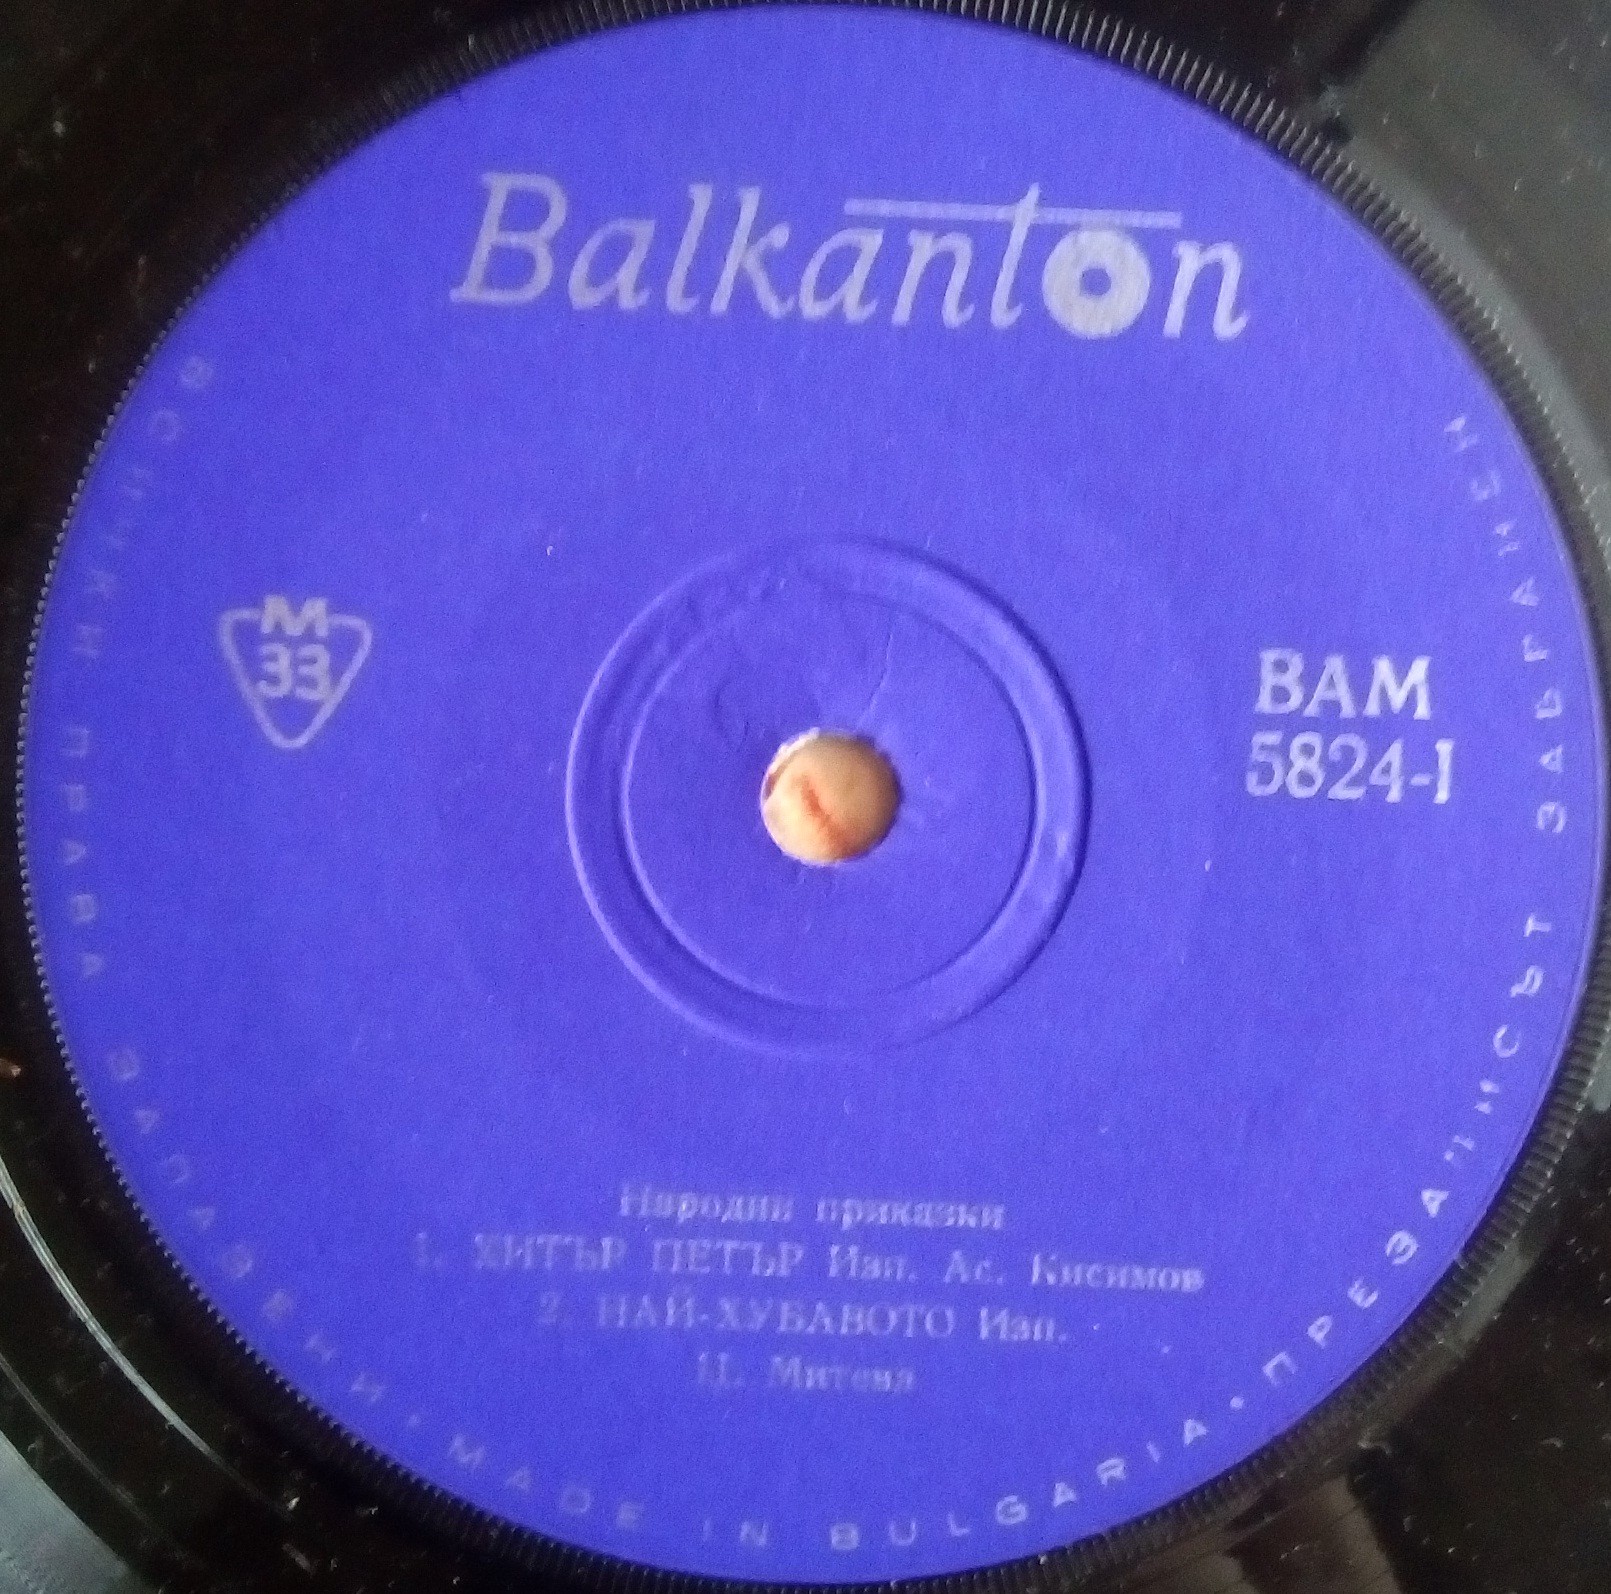 Balkanton
M
33
BAM
5824-I
Народни приказки
1. ХИТЪР ПЕТЪР Изп. Ас. Кисимов
2. НАЙ-ХУБАВОТО Изп.
Ц. Митева
ВСИЧКИ ПРАВА ЗАПАЗЕНИ · MADE IN BULGARIA · ПРЕЗАПИСЪТ ЗАБРАНЕН